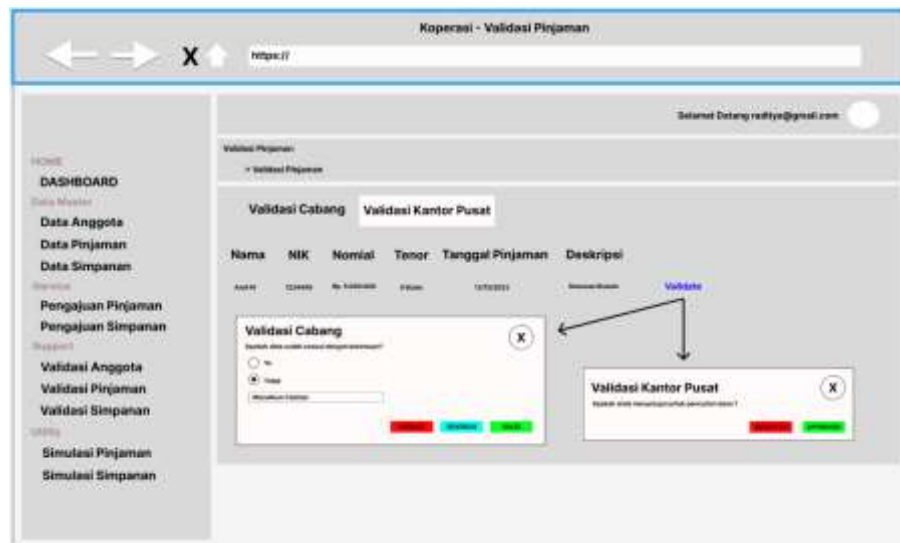 Koperasi - Validasi Pinjaman
X
https://
Selamat Datang raditya@gmail.com
Validasi Pinjaman
> Validasi Pinjaman
HOME
DASHBOARD
Data Master
Data Anggota
Data Pinjaman
Data Simpanan
Service
Pengajuan Pinjaman
Pengajuan Simpanan
Support
Validasi Anggota
Validasi Pinjaman
Validasi Simpanan
Utility
Simulasi Pinjaman
Simulasi Simpanan
Validasi Cabang Validasi Kantor Pusat
Nama NIK Nomial Tenor Tanggal Pinjaman Deskripsi
Validate
Validasi Cabang
X
Ya
Tidak
Validasi Kantor Pusat
X